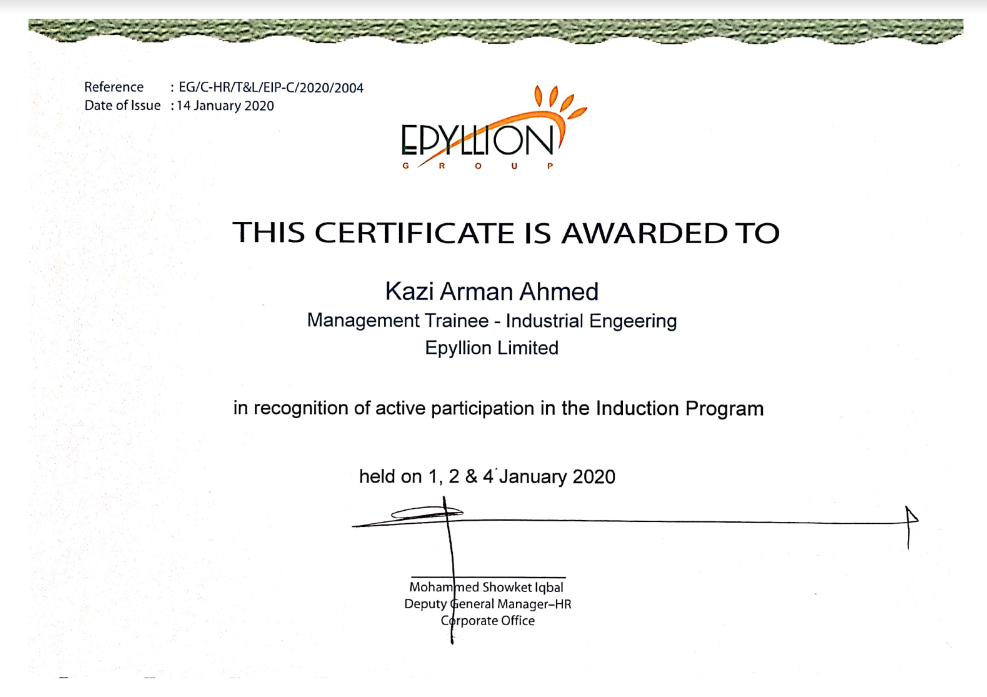 Reference : EG/C-HR/T&L/EIP-C/2020/2004
Date of Issue : 14 January 2020
EPYLLION
GROUP
THIS CERTIFICATE IS AWARDED TO
Kazi Arman Ahmed
Management Trainee - Industrial Engeering
Epyllion Limited
in recognition of active participation in the Induction Program
held on 1, 2 & 4 January 2020
Mohammed Showket Iqbal
Deputy General Manager–HR
Corporate Office